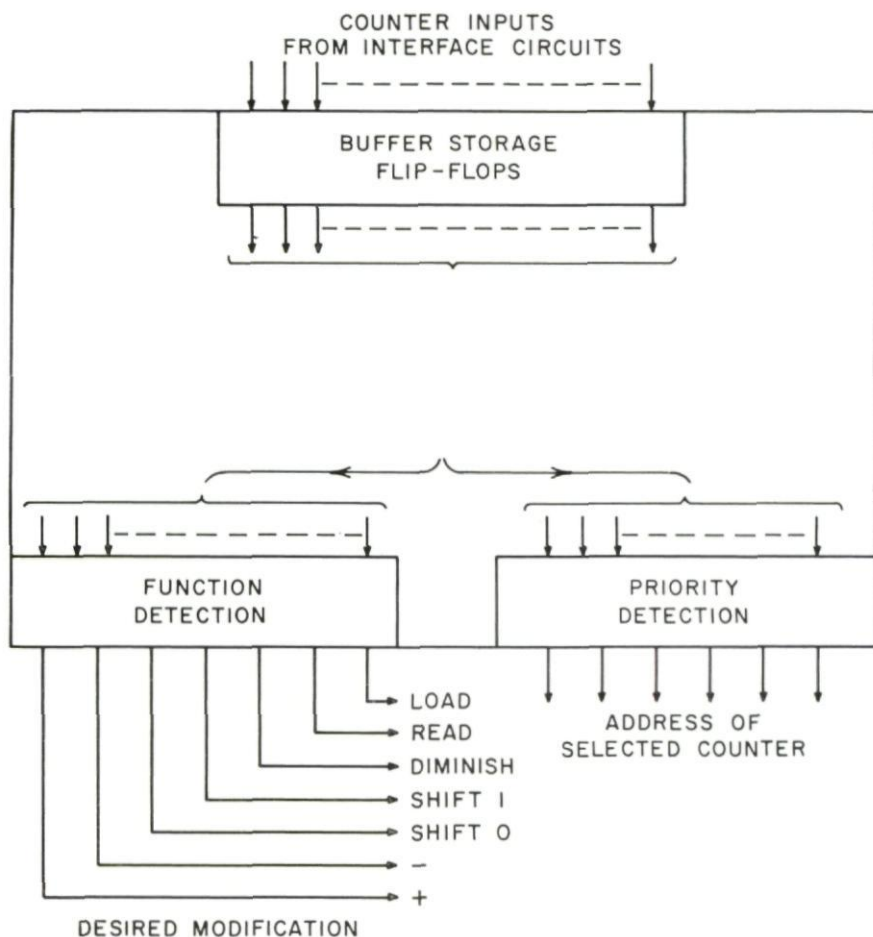 COUNTER INPUTS
FROM INTERFACE CIRCUITS
BUFFER STORAGE
FLIP-FLOPS
FUNCTION
DETECTION
PRIORITY
DETECTION
LOAD
READ
DIMINISH
SHIFT 1
SHIFT 0
-
+
ADDRESS OF
SELECTED COUNTER
DESIRED MODIFICATION